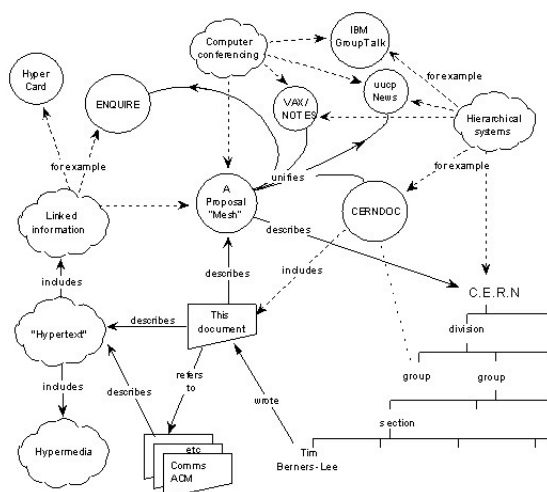 IBM
GroupTalk
Computer
conferencing
for example
Hyper
Card
ENQUIRE
VAX/
NOTES
uucp
News
Hierarchical
systems
for example
unifies
for example
A
Proposal
"Mesh"
CERNDOC
Linked
information
describes
includes
describes
includes
C.E.R.N
This
document
describes
division
"Hypertext"
refers
to
group
group
includes
describes
wrote
section
etc
Hypermedia
Comms
ACM
Tim
Berners-Lee